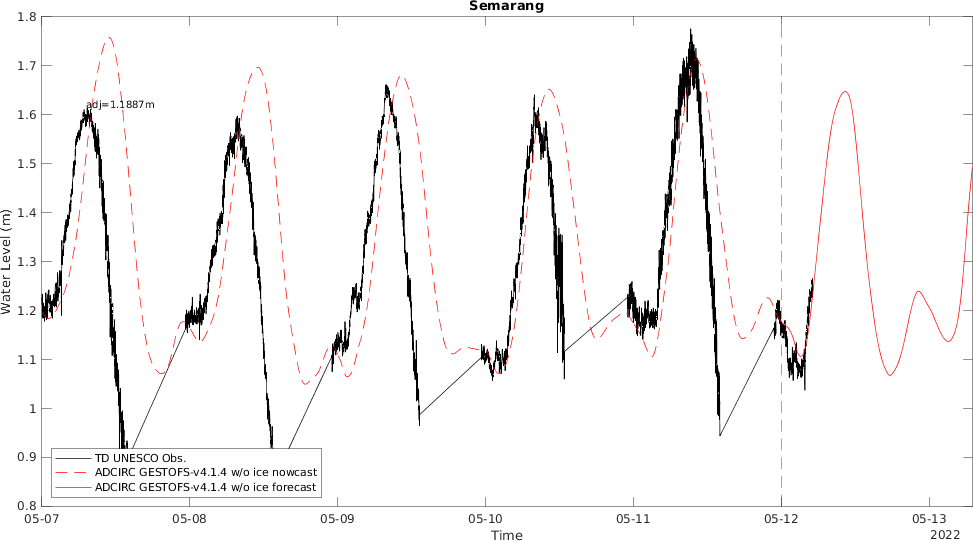 Semarang
1.8
1.7
1.6
1.5
1.4
1.3
1.2
1.1
1
0.9
0.8
Water Level (m)
adj=1.1887m
TD UNESCO Obs.
ADCIRC GESTOFS-v4.1.4 w/o ice nowcast
ADCIRC GESTOFS-v4.1.4 w/o ice forecast
05-07 05-08 05-09 05-10 05-11 05-12 05-13
Time
2022